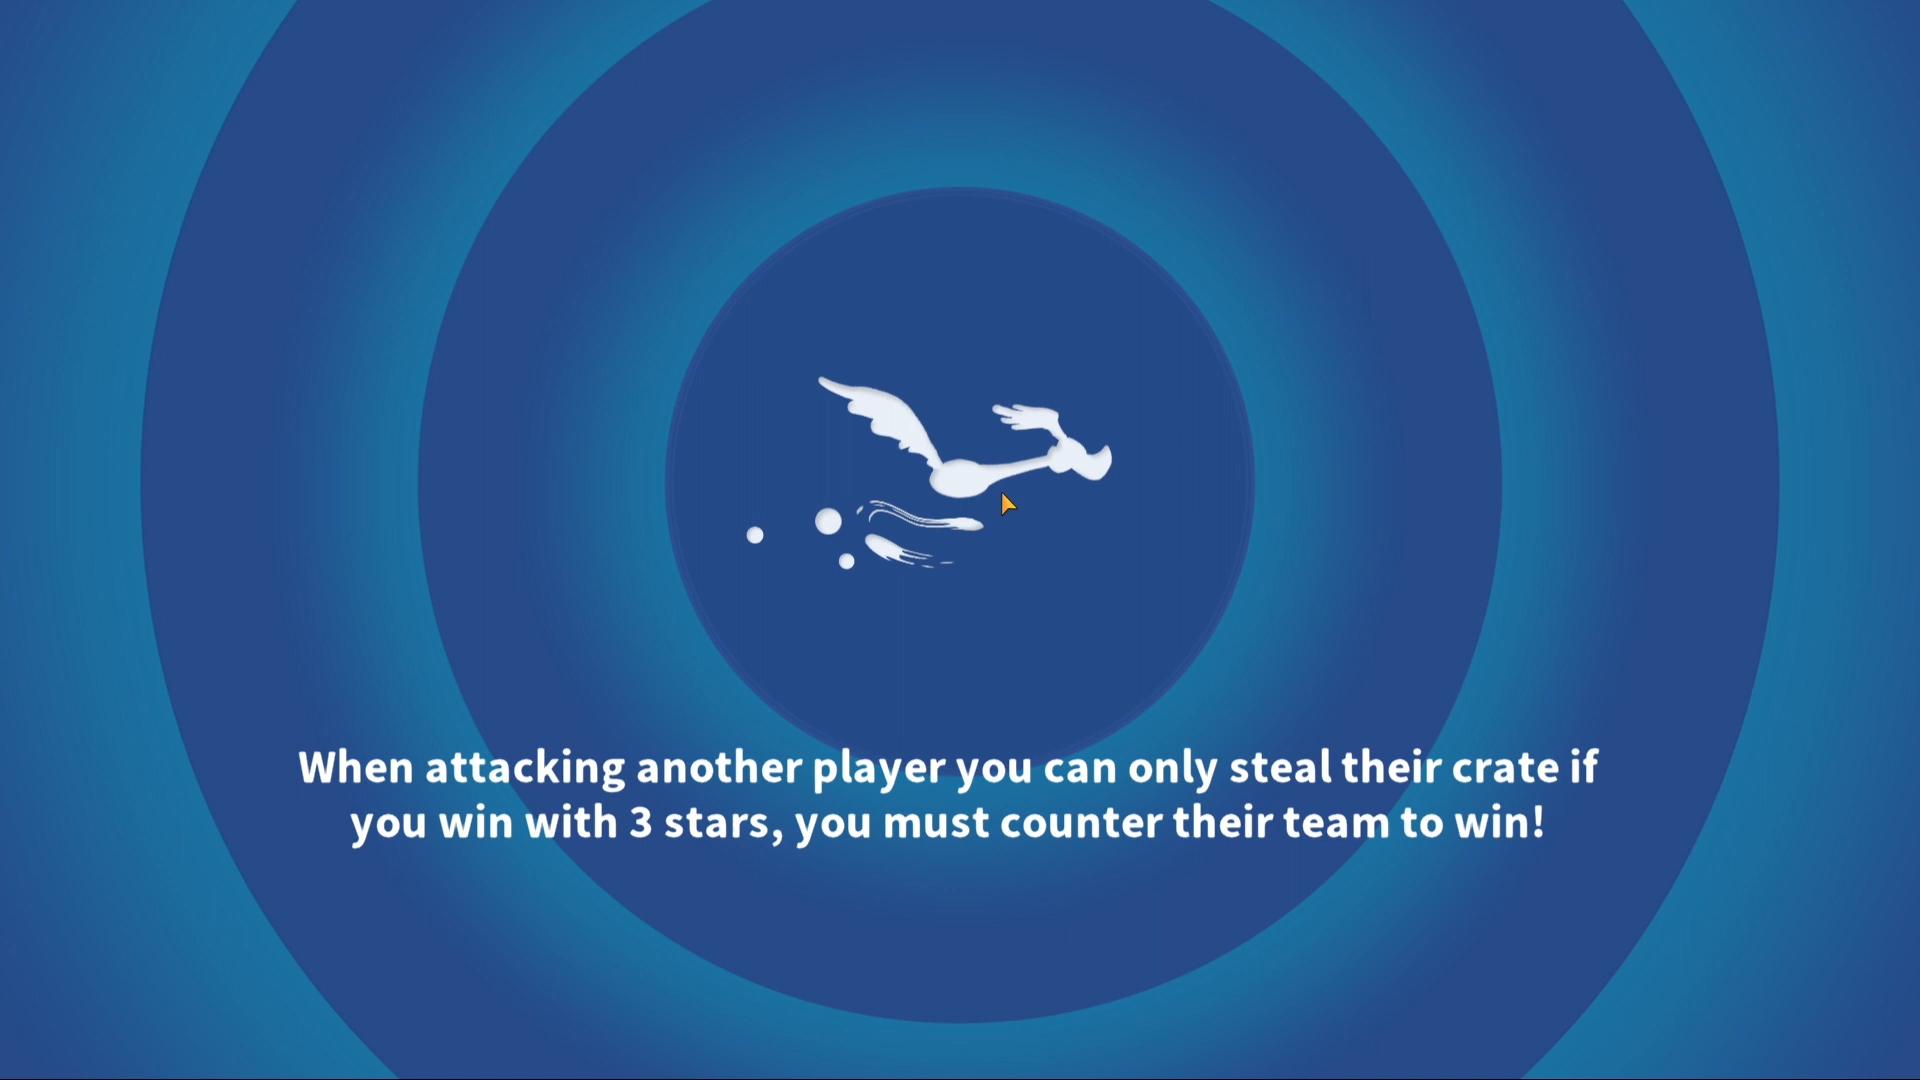 When attacking another player you can only steal their crate if
you win with 3 stars, you must counter their team to win!